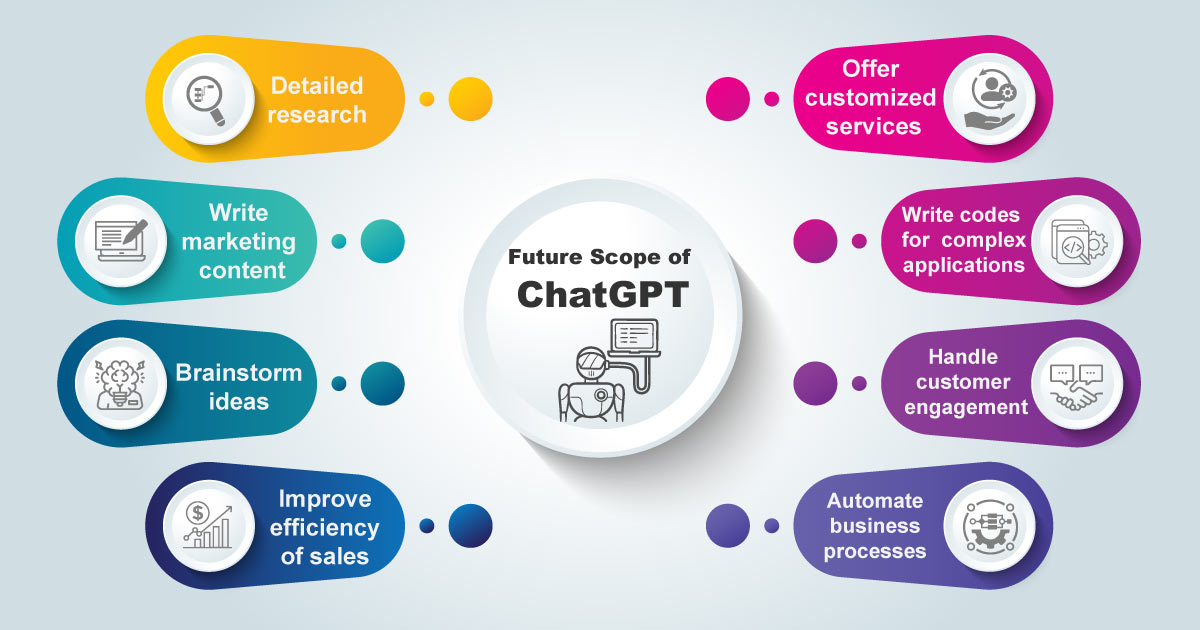 Detailed
research
Write
marketing
content
Brainstorm
ideas
Improve
efficiency
of sales
Future Scope of
ChatGPT
Offer
customized
services
Write codes
for complex
applications
Handle
customer
engagement
Automate
business
processes